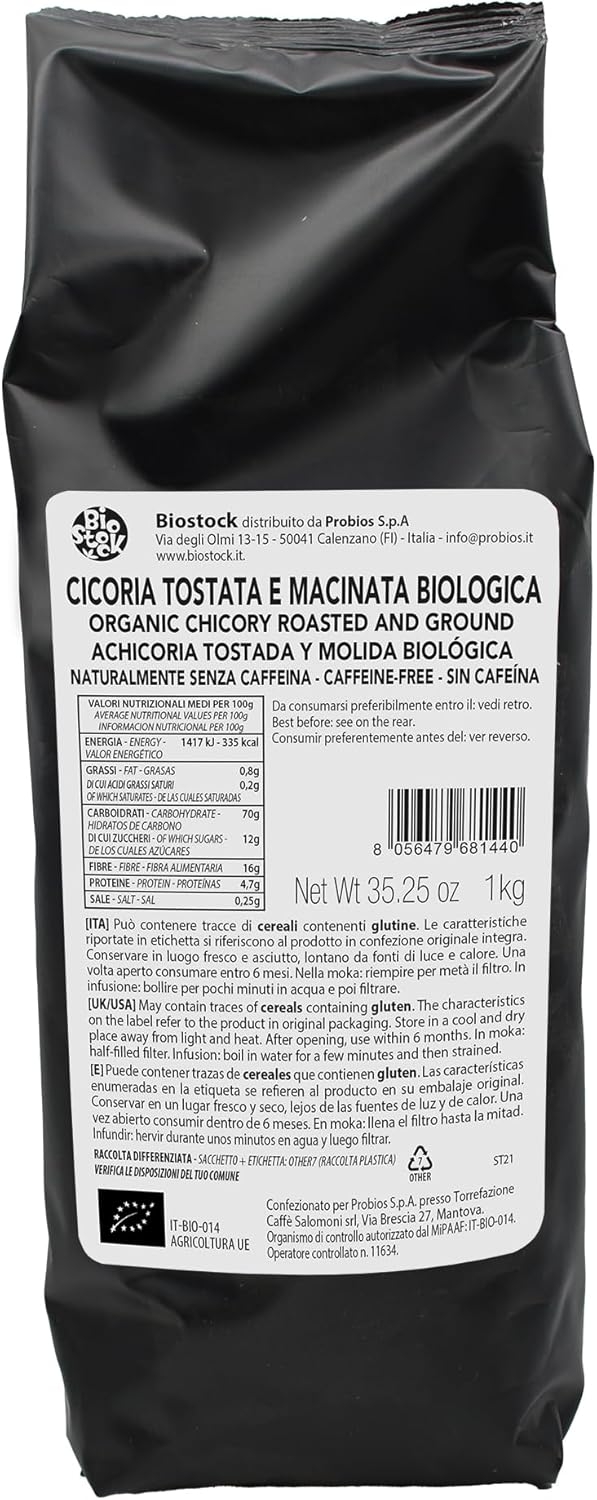 Bio
Stock
Biostock distribuito da Probios S.p.A
Via degli Olmi 13-15 - 50041 Calenzano (FI) - Italia - info@probios.it
www.biostock.it.
CICORIA TOSTATA E MACINATA BIOLOGICA
ORGANIC CHICORY ROASTED AND GROUND
ACHICORIA TOSTADA Y MOLIDA BIOLÓGICA
NATURALMENTE SENZA CAFFEINA - CAFFEINE-FREE - SIN CAFEÍNA
VALORI NUTRIZIONALI MEDI PER 100g
AVERAGE NUTRITIONAL VALUES PER 100g
INFORMACION NUTRICIONAL PER 100g
ENERGIA - ENERGY - 1417 kJ - 335 kcal
VALOR ENERGÉTICO
GRASSI - FAT - GRASAS 0,8g
DI CUI ACIDI GRASSI SATURI 0,2g
OF WHICH SATURATES - DE LAS CUALES SATURADAS
CARBOIDRATI - CARBOHYDRATE - 70g
HIDRATOS DE CARBONO
DI CUI ZUCCHERI - OF WHICH SUGARS - 12g
DE LOS CUALES AZÚCARES
FIBRE - FIBRE - FIBRA ALIMENTARIA 16g
PROTEINE - PROTEIN - PROTEÍNAS 4,7g
SALE - SALT - SAL 0,25g
Da consumarsi preferibilmente entro il: vedi retro.
Best before: see on the rear.
Consumir preferentemente antes del: ver reverso.
8 056479 681440
Net Wt 35.25 oz 1kg
[ITA] Può contenere tracce di cereali contenenti glutine. Le caratteristiche
riportate in etichetta si riferiscono al prodotto in confezione originale integra.
Conservare in luogo fresco e asciutto, lontano da fonti di luce e calore. Una
volta aperto consumare entro 6 mesi. Nella moka: riempire per metà il filtro. In
infusione: bollire per pochi minuti in acqua e poi filtrare.
[UK/USA] May contain traces of cereals containing gluten. The characteristics
on the label refer to the product in original packaging. Store in a cool and dry
place away from light and heat. After opening, use within 6 months. In moka:
half-filled filter. Infusion: boil in water for a few minutes and then strained.
[E] Puede contener trazas de cereales que contienen gluten. Las características
enumeradas en la etiqueta se refieren al producto en su embalaje original.
Conservar en un lugar fresco y seco, lejos de las fuentes de luz y de calor. Una
vez abierto consumir dentro de 6 meses. En moka: llena el filtro hasta la mitad.
Infundir: hervir durante unos minutos en agua y luego filtrar.
RACCOLTA DIFFERENZIATA - SACCHETTO + ETICHETTA: OTHER7 (RACCOLTA PLASTICA)
VERIFICA LE DISPOSIZIONI DEL TUO COMUNE
7
OTHER
ST21
IT-BIO-014
AGRICOLTURA UE
Confezionato per Probios S.p.A. presso Torrefazione
Caffè Salomoni srl, Via Brescia 27, Mantova.
Organismo di controllo autorizzato dal MiPAAF: IT-BIO-014.
Operatore controllato n. 11634.